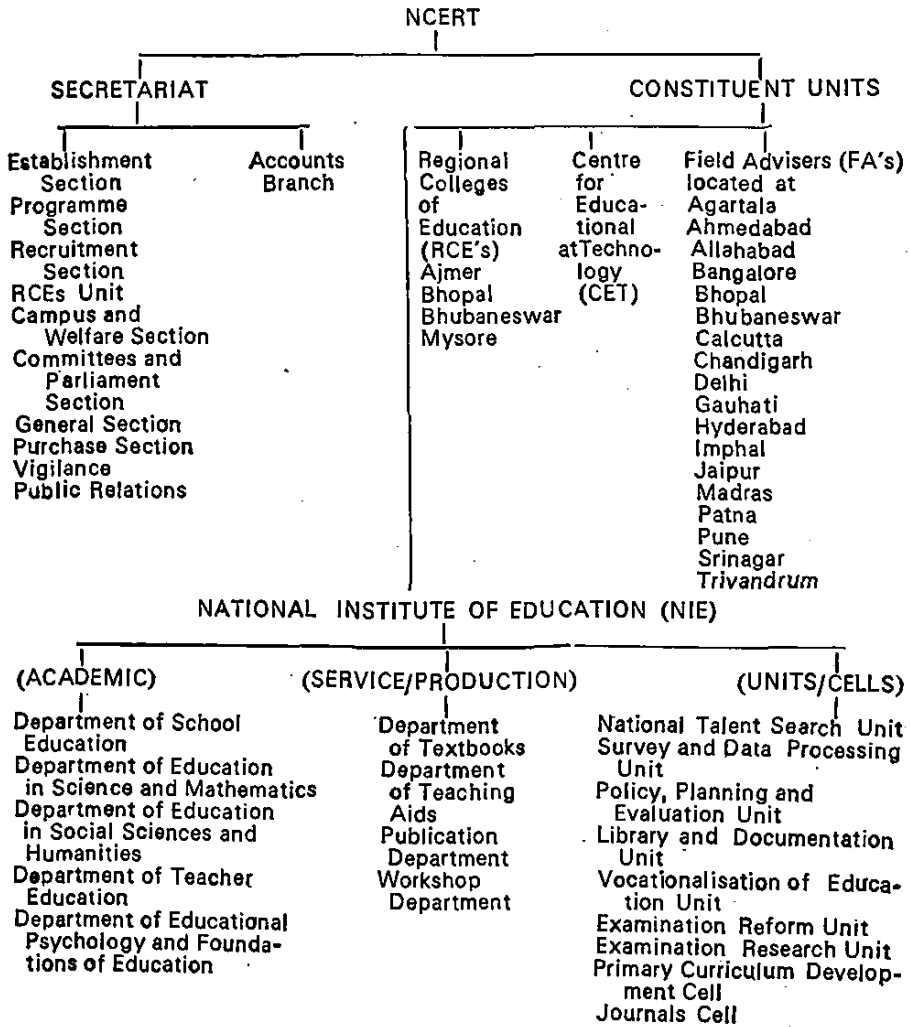 NCERT
SECRETARIAT
CONSTITUENT UNITS
Establishment
Section
Programme
Section
Recruitment
Section
RCEs Unit
Campus and
Welfare Section
Committees and
Parliament
Section
General Section
Purchase Section
Vigilance
Public Relations
Accounts
Branch
Regional
Colleges
of
Education
(RCE's)
Ajmer
Bhopal
Bhubaneswar
Mysore
Centre
for
Educa-
tional
atTechno-
logy
(CET)
Field Advisers (FA's)
located at
Agartala
Ahmedabad
Allahabad
Bangalore
Bhopal
Bhubaneswar
Calcutta
Chandigarh
Delhi
Gauhati
Hyderabad
Imphal
Jaipur
Madras
Patna
Pune
Srinagar
Trivandrum
NATIONAL INSTITUTE OF EDUCATION (NIE)
(ACADEMIC)
Department of School
Education
Department of Education
in Science and Mathematics
Department of Education
in Social Sciences and
Humanities
Department of Teacher
Education
Department of Educational
Psychology and Founda-
tions of Education
(SERVICE/PRODUCTION)
Department
of Textbooks
Department
of Teaching
Aids
Publication
Department
Workshop
Department
(UNITS/CELLS)
National Talent Search Unit
Survey and Data Processing
Unit
Policy, Planning and
Evaluation Unit
Library and Documentation
Unit
Vocationalisation of Educa-
tion Unit
Examination Reform Unit
Examination Research Unit
Primary Curriculum Develop-
ment Cell
Journals Cell